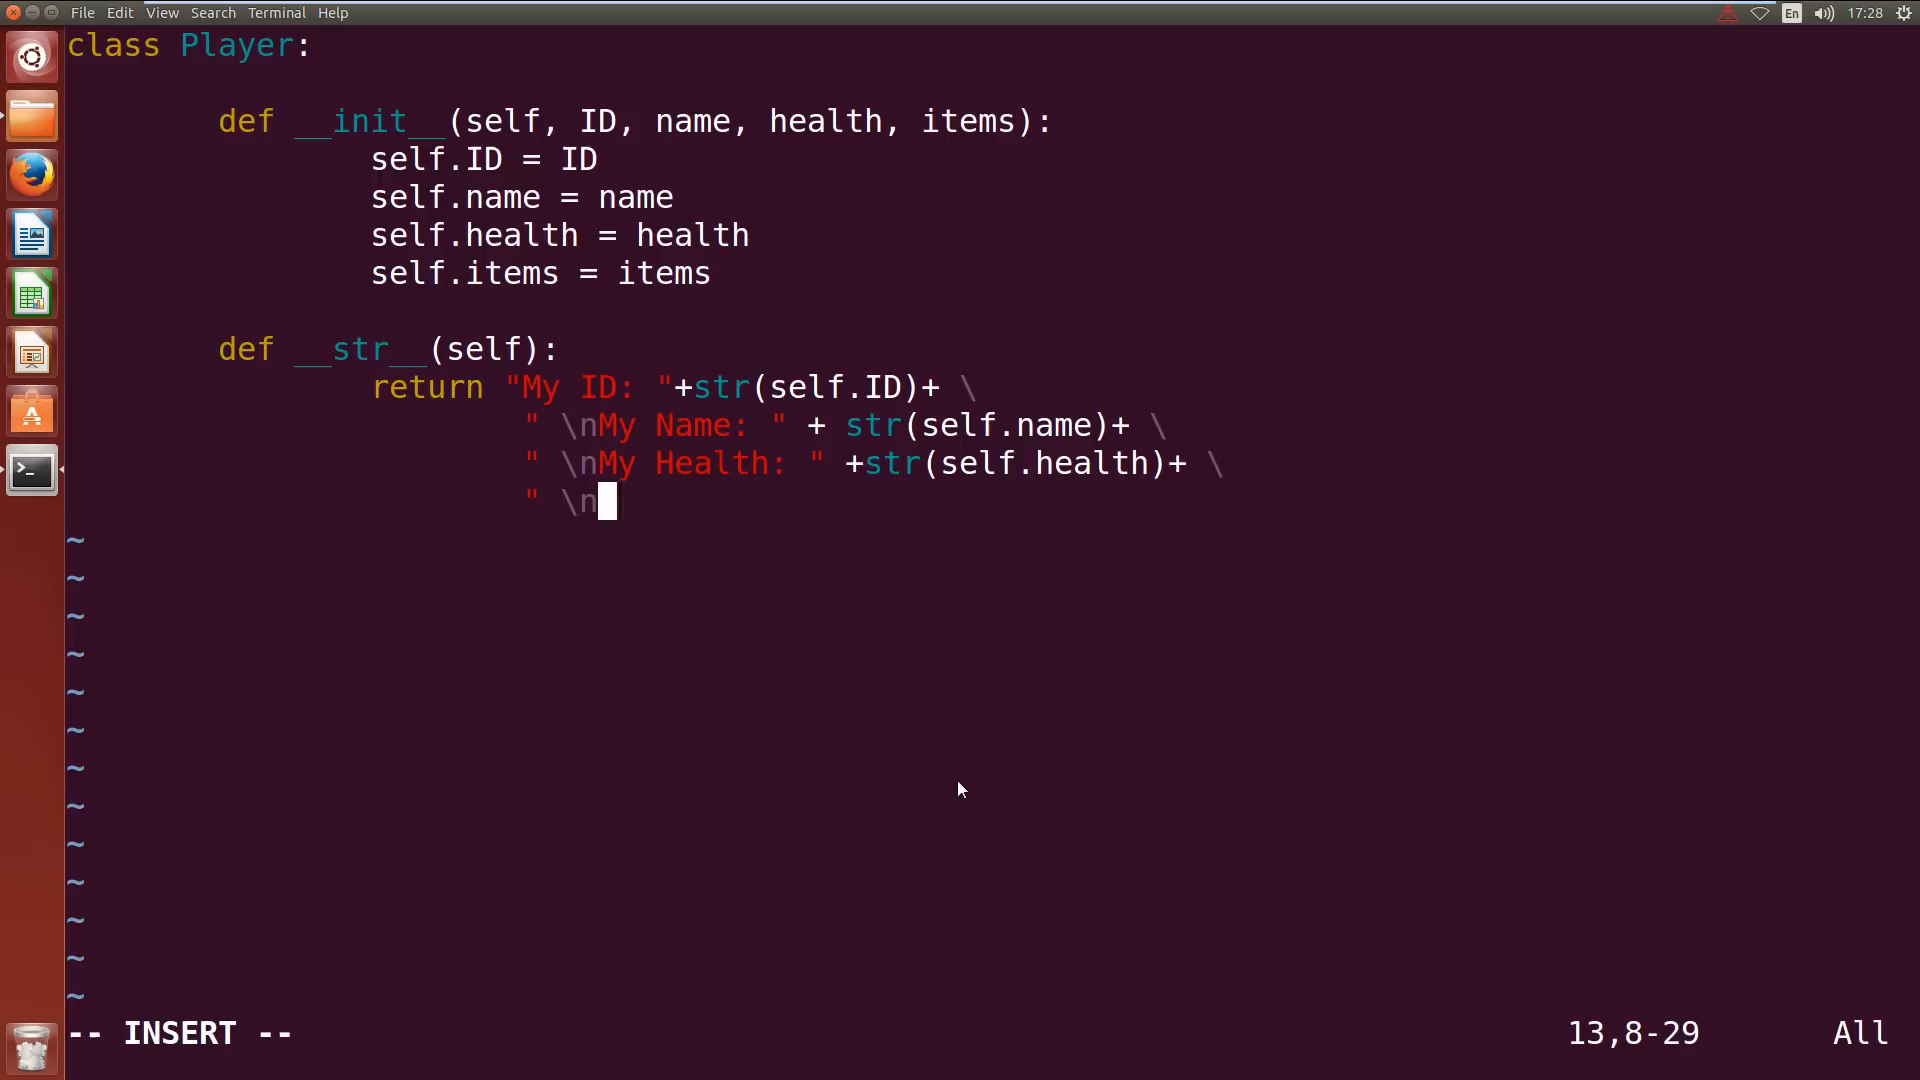 File Edit View Search Terminal Help En 17:28
class Player:
def __init__(self, ID, name, health, items):
self.ID = ID
self.name = name
self.health = health
self.items = items
def __str__(self):
return "My ID: "+str(self.ID)+ \
" \nMy Name: " + str(self.name)+ \
" \nMy Health: " +str(self.health)+ \
" \n
~
~
~
~
~
~
~
~
~
~
~
~
~
-- INSERT -- 13,8-29 All